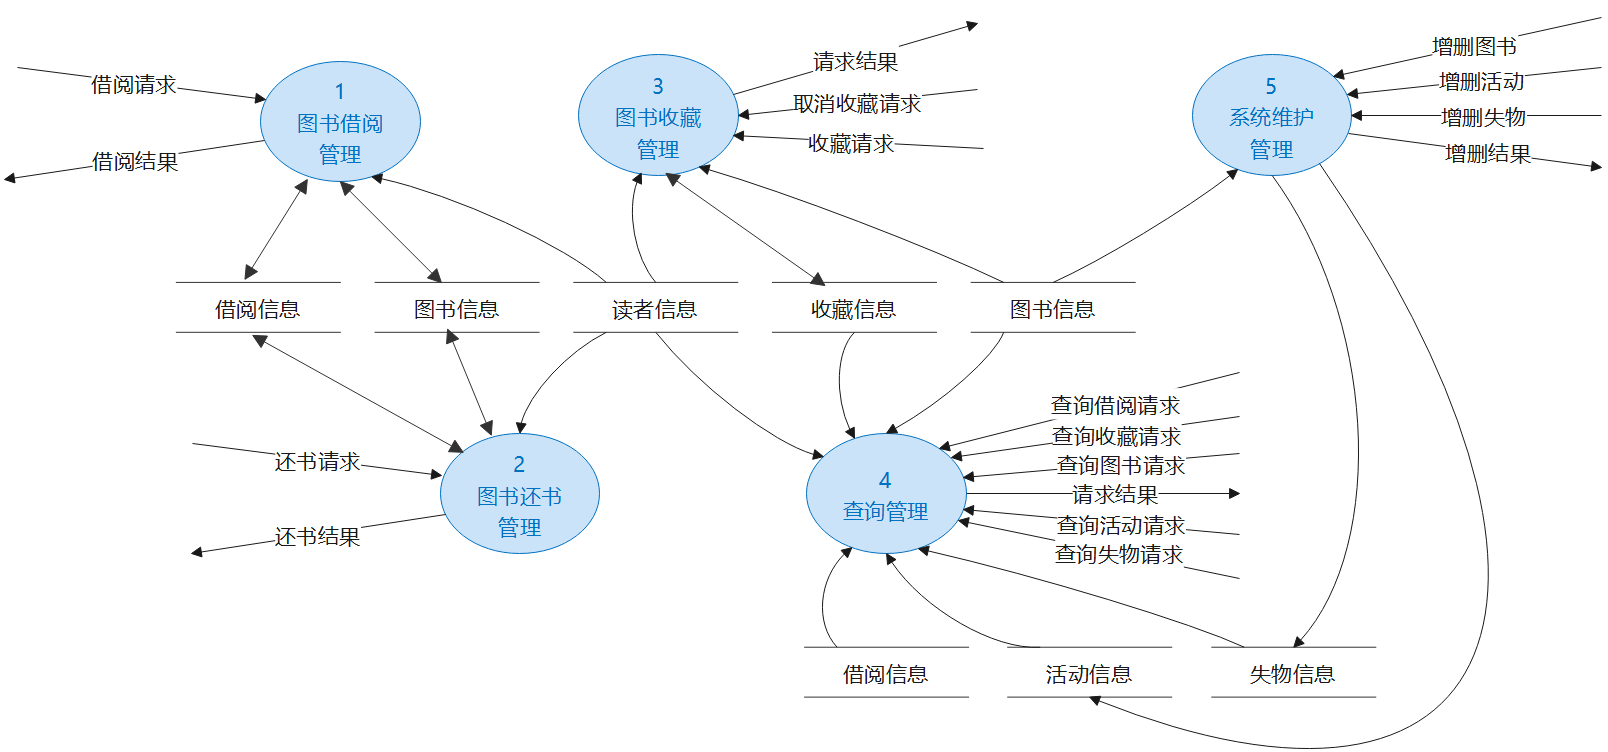 借阅请求
借阅结果
1
图书借阅
管理
3
图书收藏
管理
请求结果
取消收藏请求
收藏请求
5
系统维护
管理
增删图书
增删活动
增删失物
增删结果
借阅信息
图书信息
读者信息
收藏信息
图书信息
还书请求
还书结果
2
图书还书
管理
4
查询管理
查询借阅请求
查询收藏请求
查询图书请求
请求结果
查询活动请求
查询失物请求
借阅信息
活动信息
失物信息